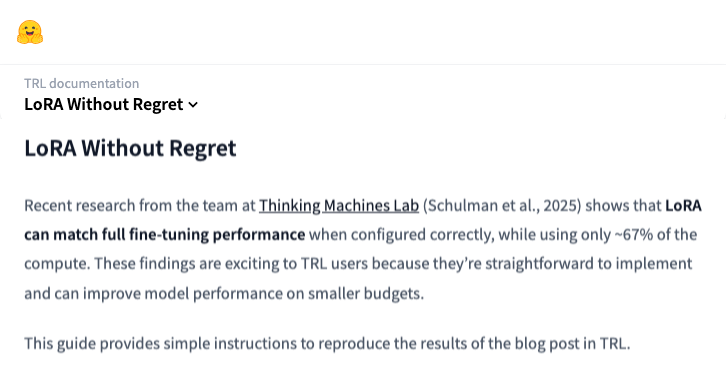 TRL documentation
LoRA Without Regret
LoRA Without Regret
Recent research from the team at Thinking Machines Lab (Schulman et al., 2025) shows that LoRA
can match full fine-tuning performance when configured correctly, while using only ~67% of the
compute. These findings are exciting to TRL users because they're straightforward to implement
and can improve model performance on smaller budgets.
This guide provides simple instructions to reproduce the results of the blog post in TRL.